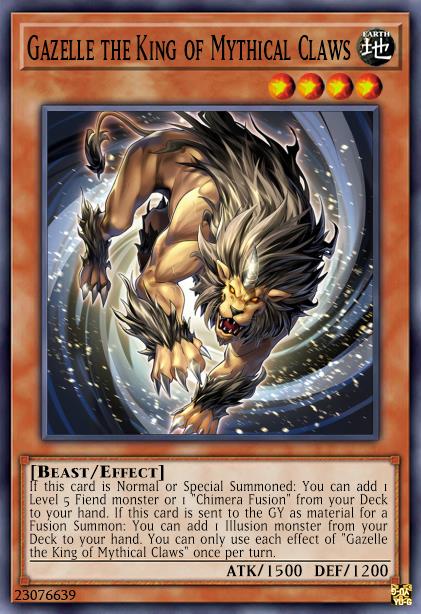 Gazelle the King of Mythical Claws
EARTH
地
[Beast/Effect]
If this card is Normal or Special Summoned: You can add 1
Level 5 Fiend monster or 1 "Chimera Fusion" from your Deck
to your hand. If this card is sent to the GY as material for a
Fusion Summon: You can add 1 Illusion monster from your
Deck to your hand. You can only use each effect of "Gazelle
the King of Mythical Claws" once per turn.
ATK/1500 DEF/1200
23076639